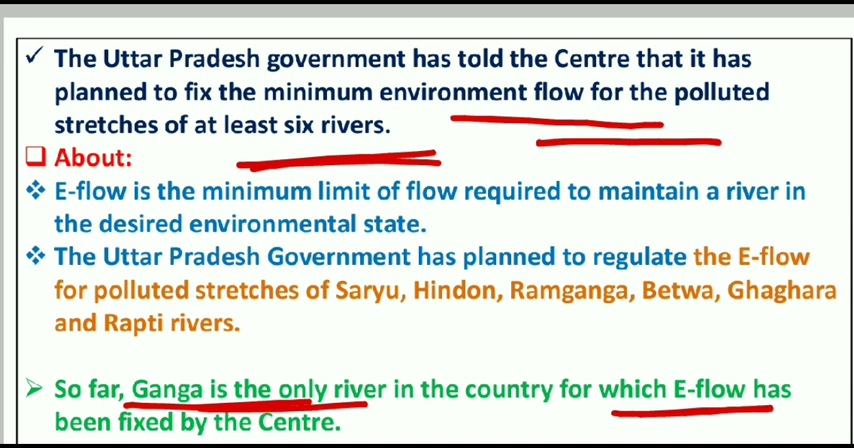 ✓ The Uttar Pradesh government has told the Centre that it has
planned to fix the minimum environment flow for the polluted
stretches of at least six rivers.
❑ About:
❖ E-flow is the minimum limit of flow required to maintain a river in
the desired environmental state.
❖ The Uttar Pradesh Government has planned to regulate the E-flow
for polluted stretches of Saryu, Hindon, Ramganga, Betwa, Ghaghara
and Rapti rivers.
➢ So far, Ganga is the only river in the country for which E-flow has
been fixed by the Centre.